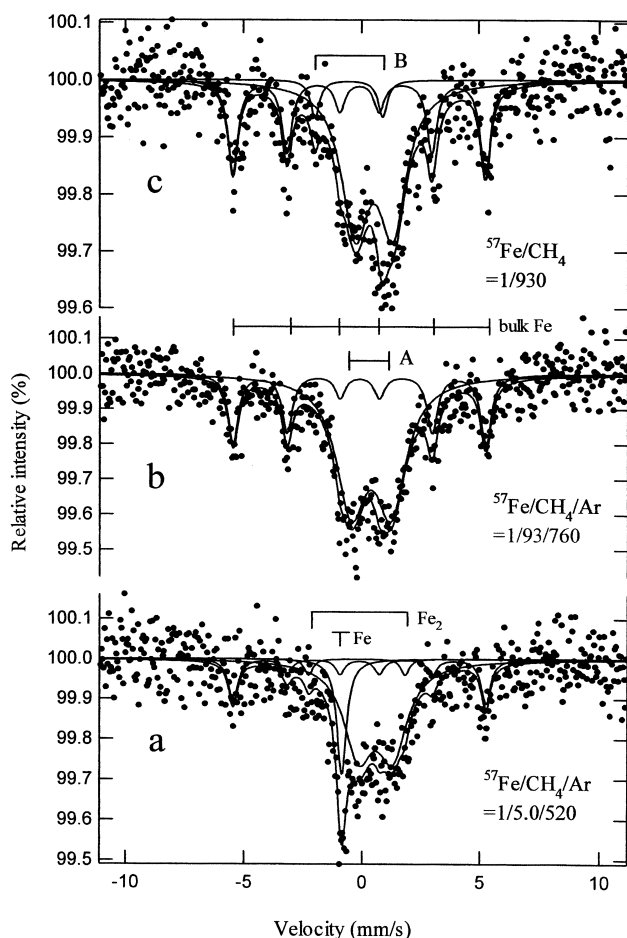 100.1
B
100.0
99.9
c
99.8
99.7
⁵⁷Fe/CH₄
=1/930
99.6
bulk Fe
100.1
A
100.0
99.9
99.8
b
99.7
99.6
⁵⁷Fe/CH₄/Ar
=1/93/760
99.5
Relative intensity (%)
100.1
Fe₂
Fe
100.0
99.9
a
99.8
99.7
⁵⁷Fe/CH₄/Ar
=1/5.0/520
99.6
99.5
-10 -5 0 5 10
Velocity (mm/s)